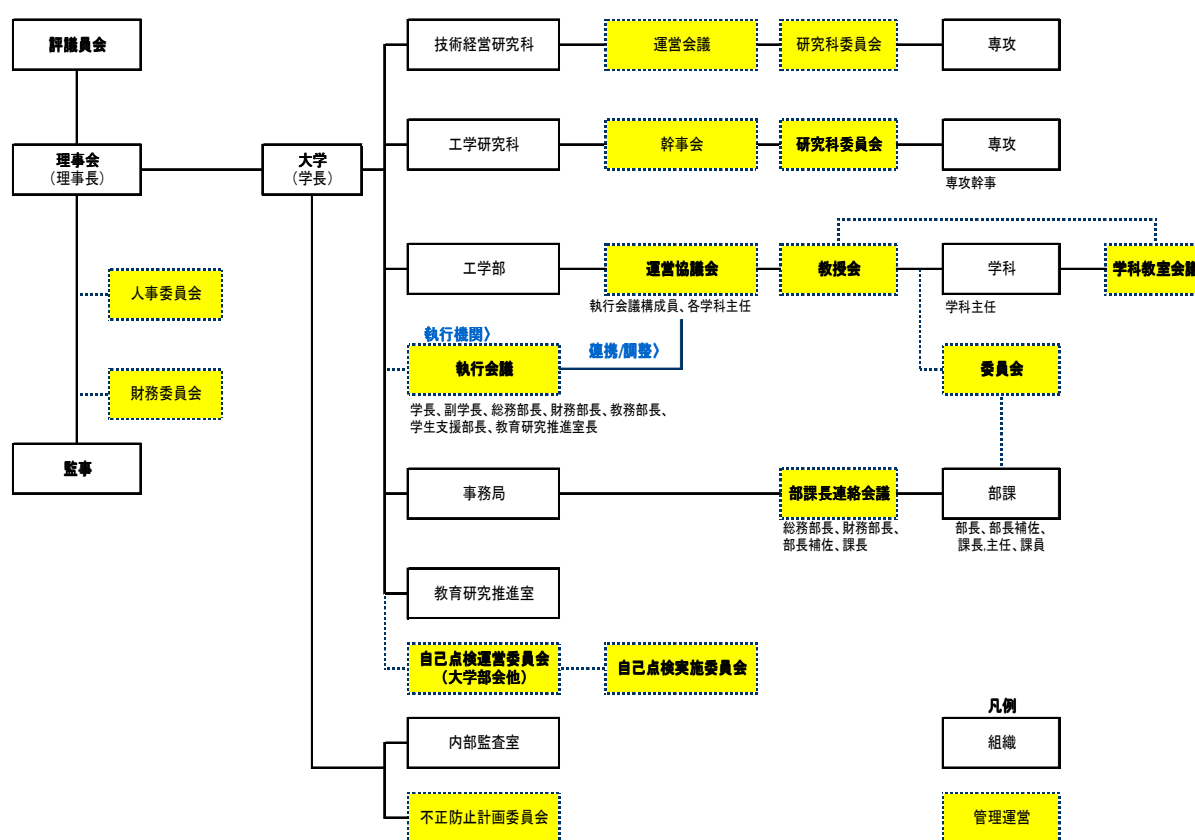 評議員会
技術経営研究科
運営会議
研究科委員会
専攻
理事会
（理事長）
大学
（学長）
工学研究科
幹事会
研究科委員会
専攻
専攻幹事
人事委員会
工学部
運営協議会
教授会
学科
学科教室会議
執行会議構成員、各学科主任
学科主任
執行機関〉
連携/調整〉
執行会議
委員会
財務委員会
学長、副学長、総務部長、財務部長、教務部長、
学生支援部長、教育研究推進室長
監事
事務局
部課長連絡会議
部課
総務部長、財務部長、
部長補佐、課長
部長、部長補佐、
課長,主任、課員
教育研究推進室
自己点検運営委員会
（大学部会他）
自己点検実施委員会
凡例
内部監査室
組織
不正防止計画委員会
管理運営